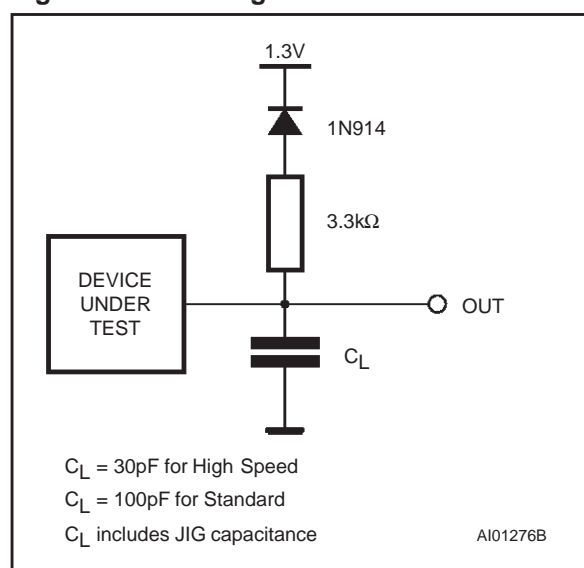 1.3V
1N914
3.3kΩ
DEVICE
UNDER
TEST
OUT
CL
CL = 30pF for High Speed
CL = 100pF for Standard
CL includes JIG capacitance
AI01276B